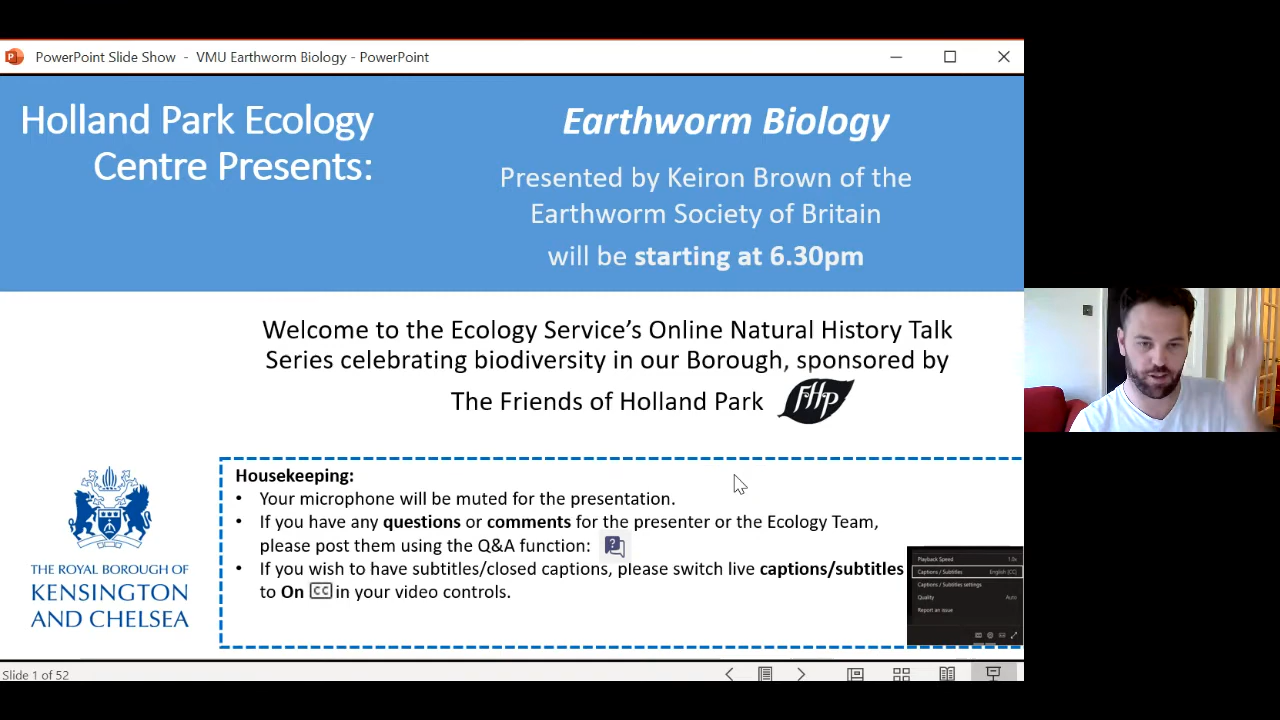 PowerPoint Slide Show - VMU Earthworm Biology - PowerPoint
Holland Park Ecology
Centre Presents:
Earthworm Biology
Presented by Keiron Brown of the
Earthworm Society of Britain
will be starting at 6.30pm
Welcome to the Ecology Service's Online Natural History Talk
Series celebrating biodiversity in our Borough, sponsored by
The Friends of Holland Park FHP
THE ROYAL BOROUGH OF
KENSINGTON
AND CHELSEA
Housekeeping:
• Your microphone will be muted for the presentation.
• If you have any questions or comments for the presenter or the Ecology Team,
please post them using the Q&A function:
• If you wish to have subtitles/closed captions, please switch live captions/subtitles
to On CC in your video controls.
Playback Speed 1.0x
Captions / Subtitles English (CC)
Captions / Subtitles settings
Quality Auto
Report an issue
Slide 1 of 52